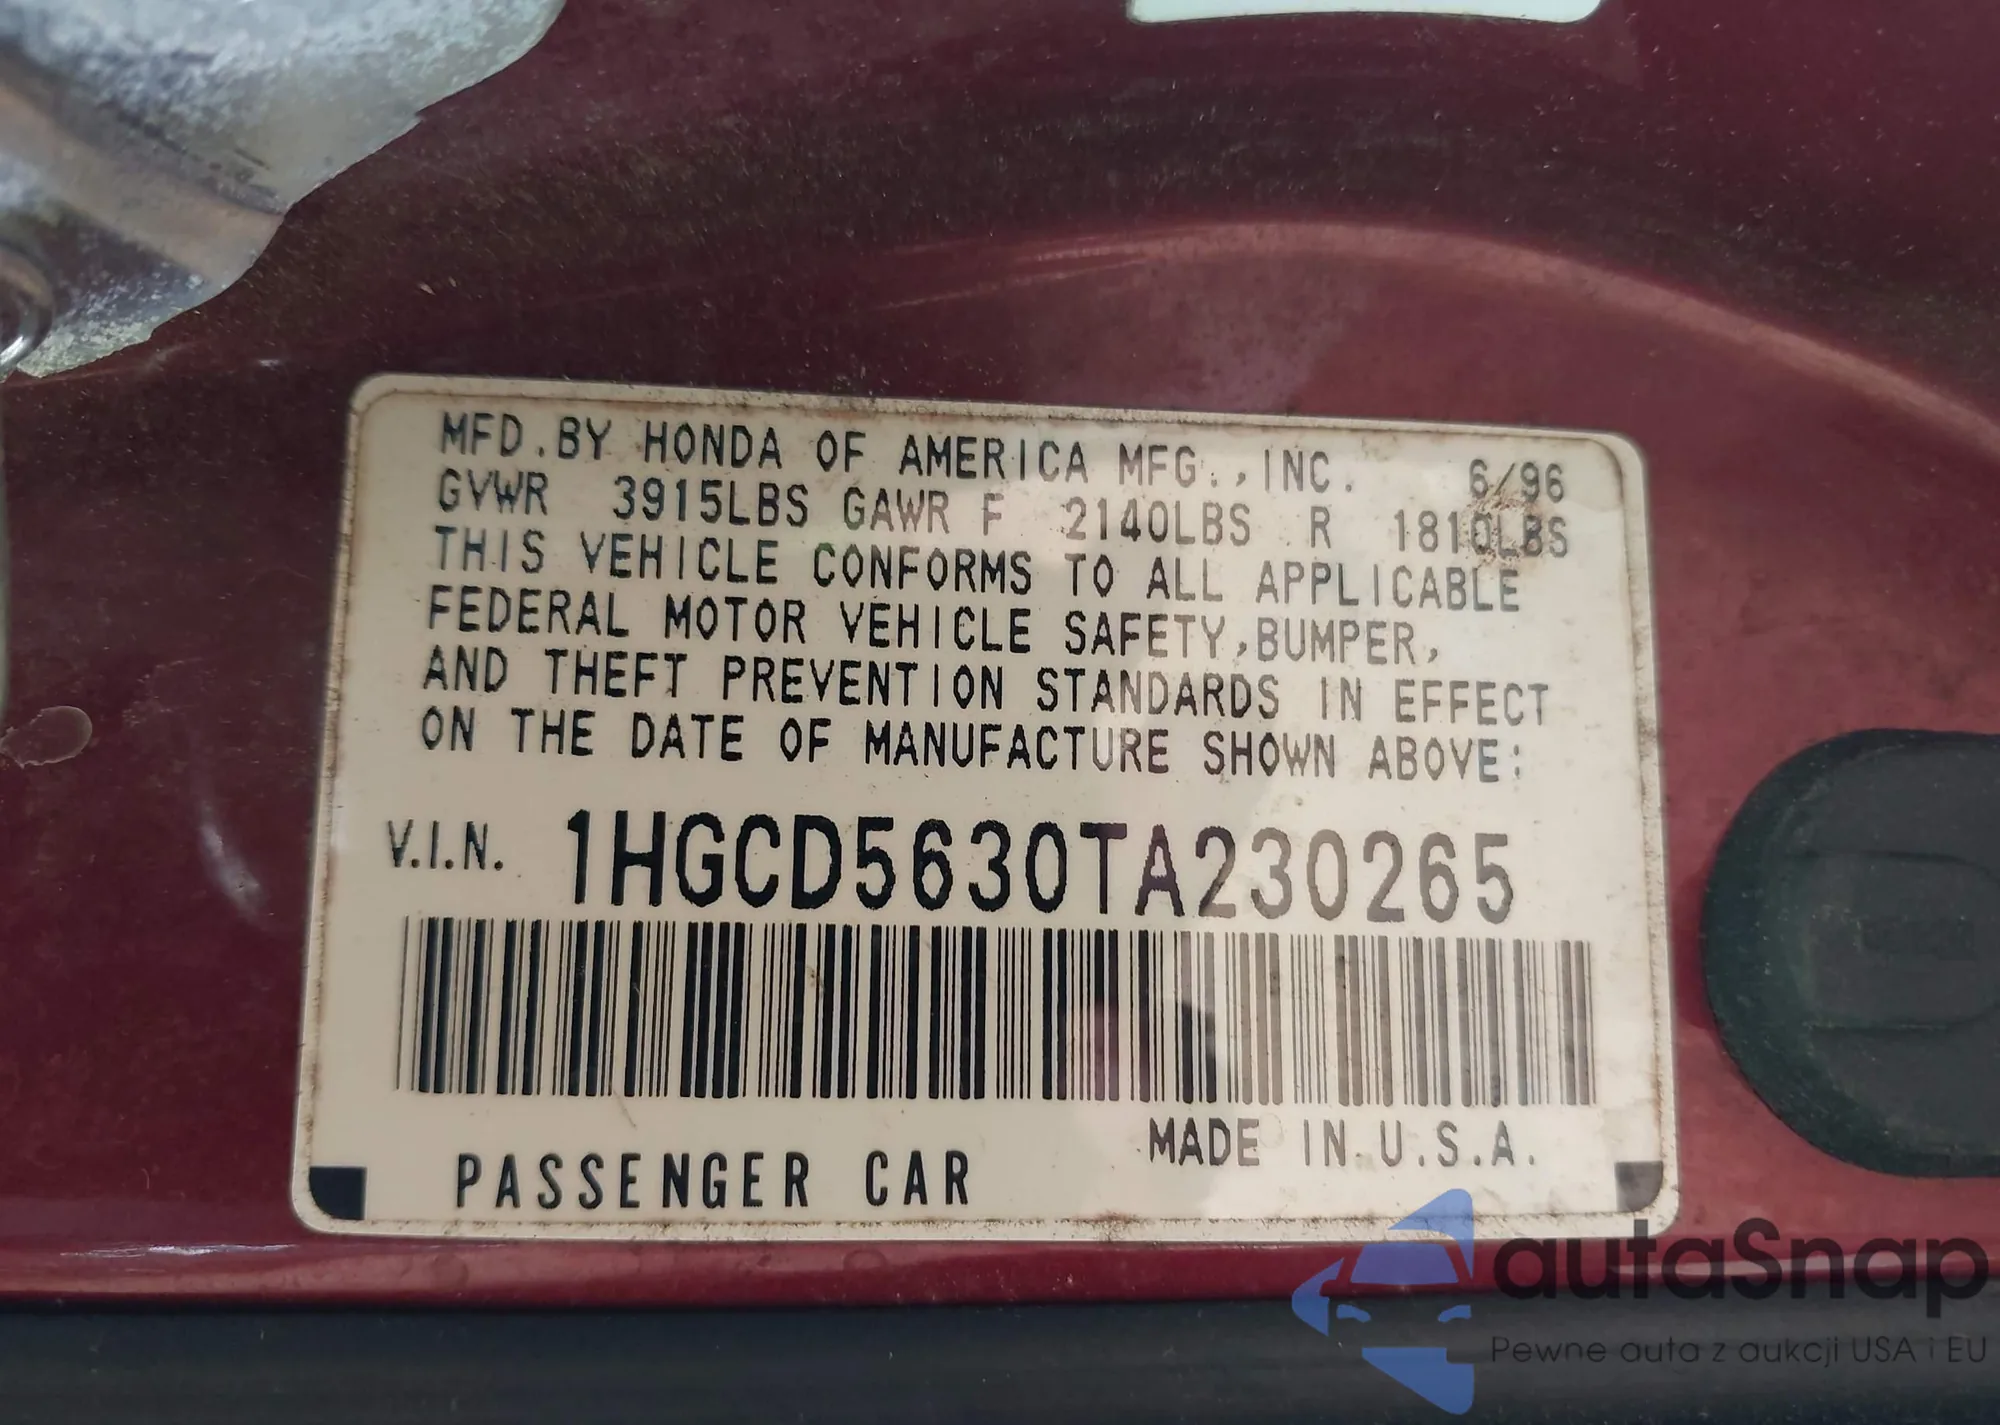 MFD.BY HONDA OF AMERICA MFG.,INC. 6/96
GVWR 3915LBS GAWR F 2140LBS R 1810LBS
THIS VEHICLE CONFORMS TO ALL APPLICABLE
FEDERAL MOTOR VEHICLE SAFETY,BUMPER,
AND THEFT PREVENTION STANDARDS IN EFFECT
ON THE DATE OF MANUFACTURE SHOWN ABOVE:
V.I.N. 1HGCD5630TA230265
MADE IN U.S.A.
PASSENGER CAR
autaSnap
Pewne auta z aukcji USA i EU